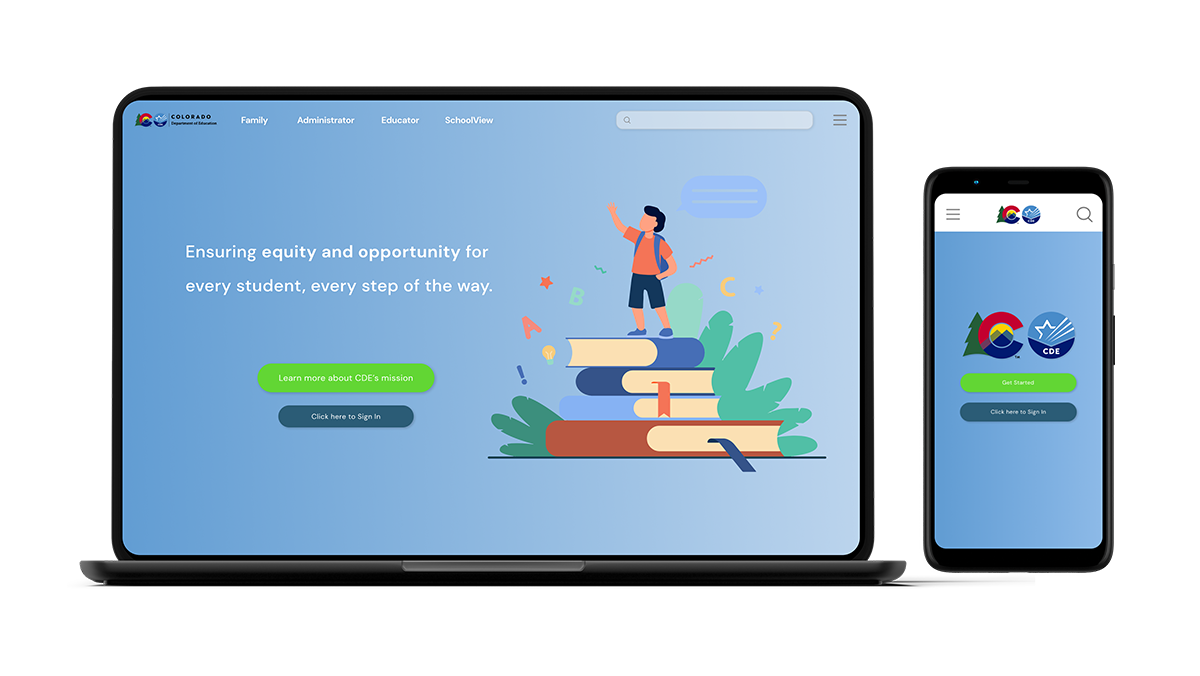 COLORADO
Department of Education
Family Administrator Educator SchoolView
Ensuring equity and opportunity for
every student, every step of the way.
A B C ?
!
Learn more about CDE's mission
Click here to Sign In
CDE
TM
CDE
Get Started
Click here to Sign In